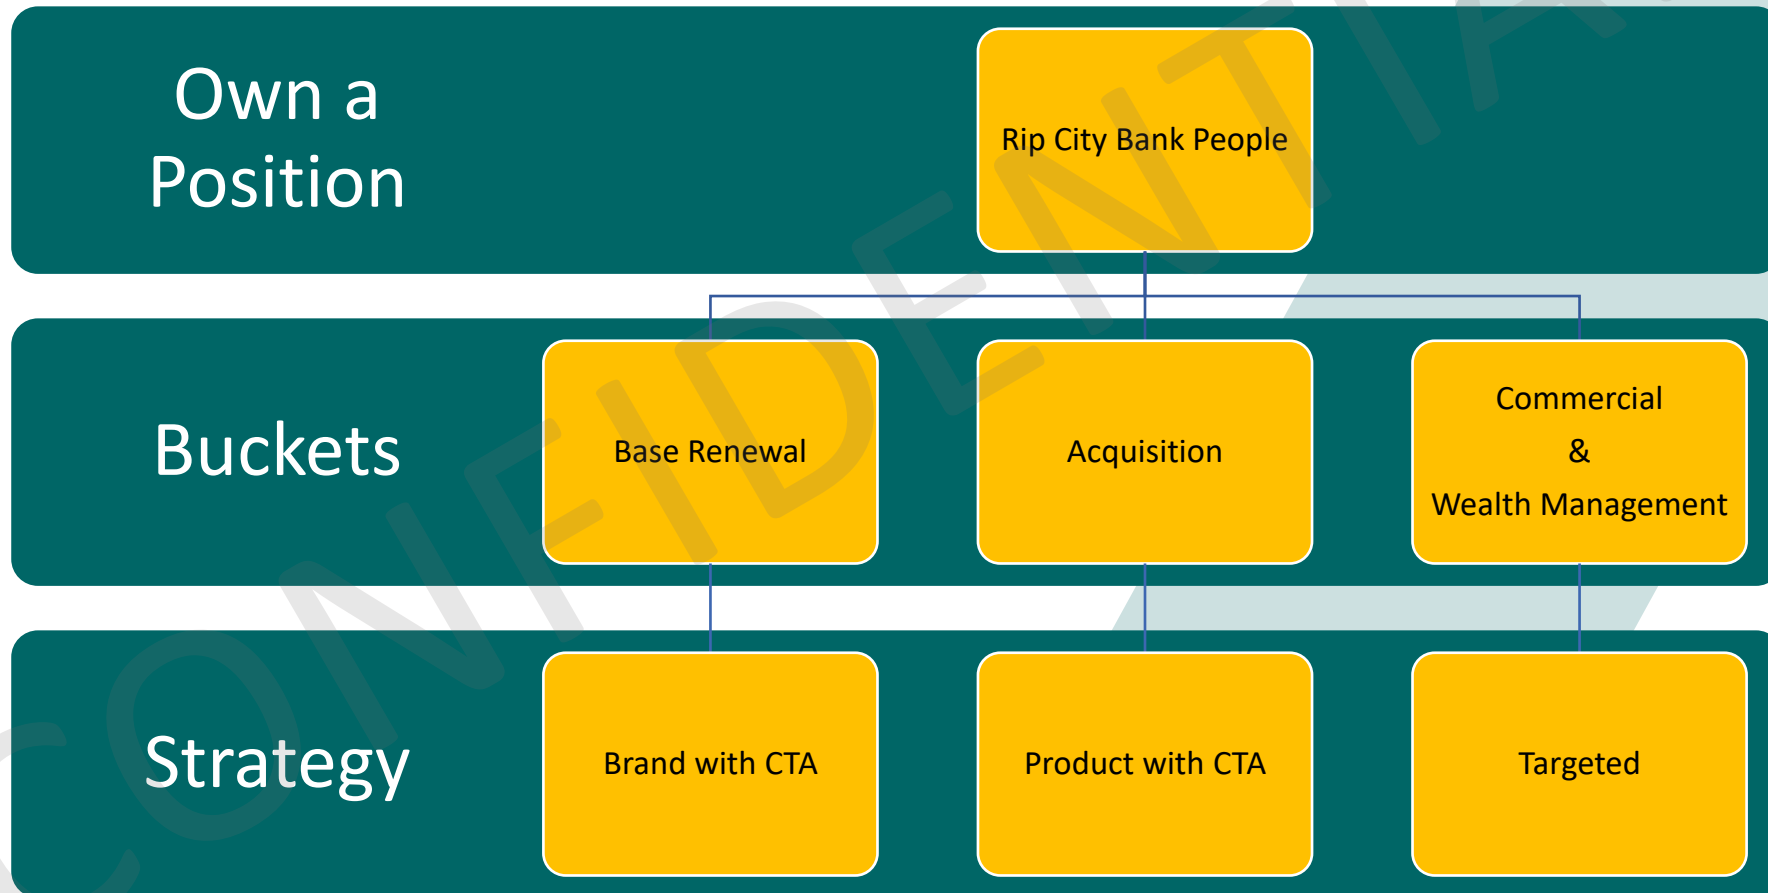 Own a
Position
Rip City Bank People
Buckets
Base Renewal
Acquisition
Commercial
&
Wealth Management
Strategy
Brand with CTA
Product with CTA
Targeted
CONFIDENTIAL